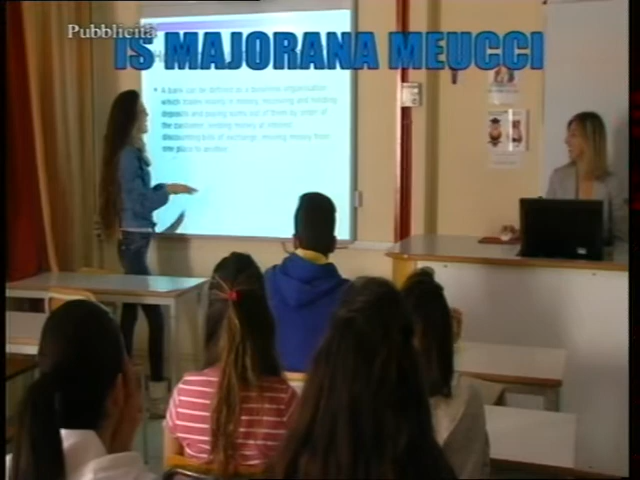 Pubblicità
IS MAJORANA MEUCCI
• A bank can be defined as a business organisation
which trades money in money, receiving and holding
deposits and paying sums out of them by order of
the customer, lending money at interest,
discounting bills of exchange, moving money from
one place to another.